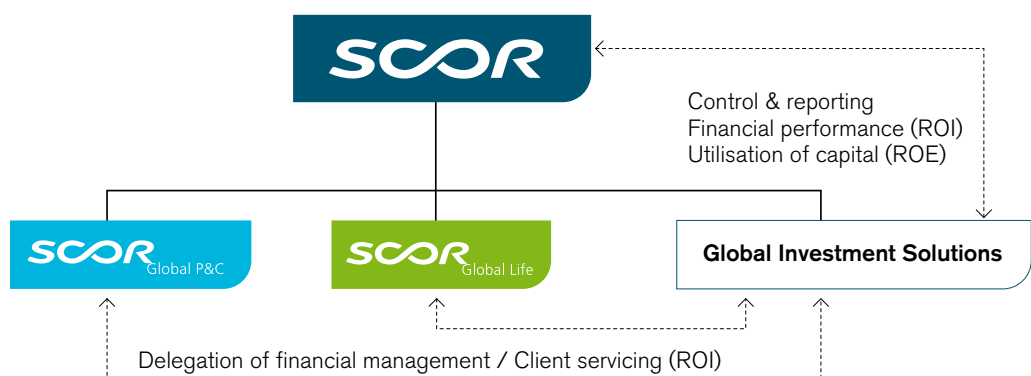 SCOR
Control & reporting
Financial performance (ROI)
Utilisation of capital (ROE)
SCOR
Global P&C
SCOR
Global Life
Global Investment Solutions
Delegation of financial management / Client servicing (ROI)